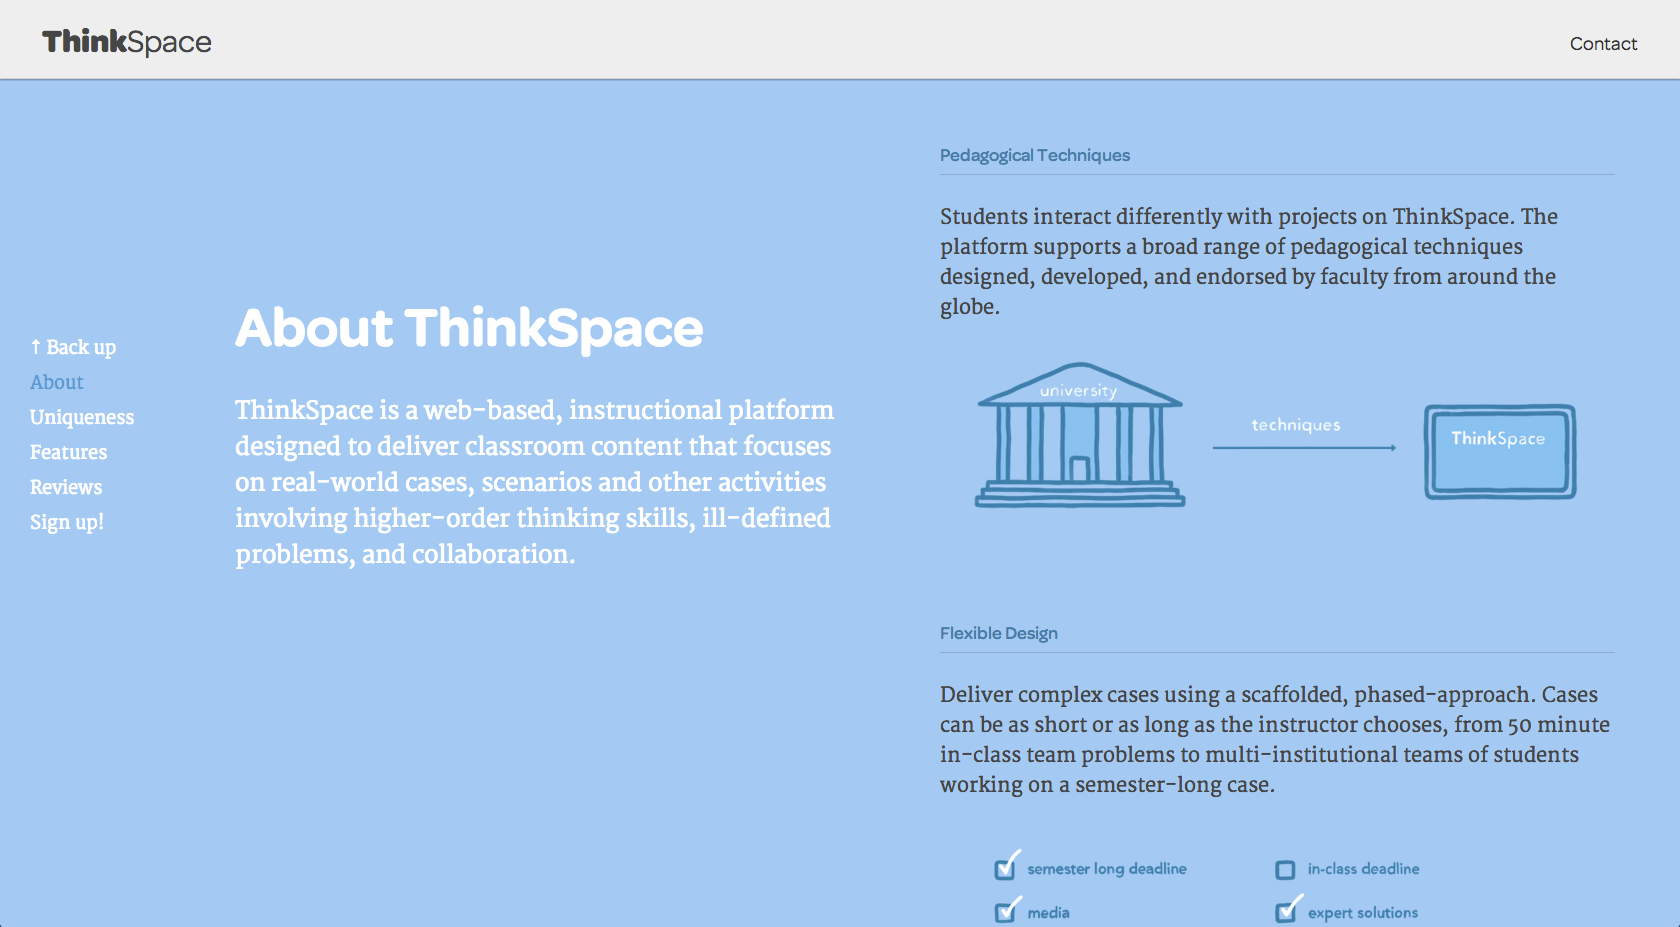 ThinkSpace
Contact
↑ Back up
About
Uniqueness
Features
Reviews
Sign up!
About ThinkSpace
ThinkSpace is a web-based, instructional platform
designed to deliver classroom content that focuses
on real-world cases, scenarios and other activities
involving higher-order thinking skills, ill-defined
problems, and collaboration.
Pedagogical Techniques
Students interact differently with projects on ThinkSpace. The
platform supports a broad range of pedagogical techniques
designed, developed, and endorsed by faculty from around the
globe.
university
techniques
ThinkSpace
Flexible Design
Deliver complex cases using a scaffolded, phased-approach. Cases
can be as short or as long as the instructor chooses, from 50 minute
in-class team problems to multi-institutional teams of students
working on a semester-long case.
semester long deadline
in-class deadline
media
expert solutions